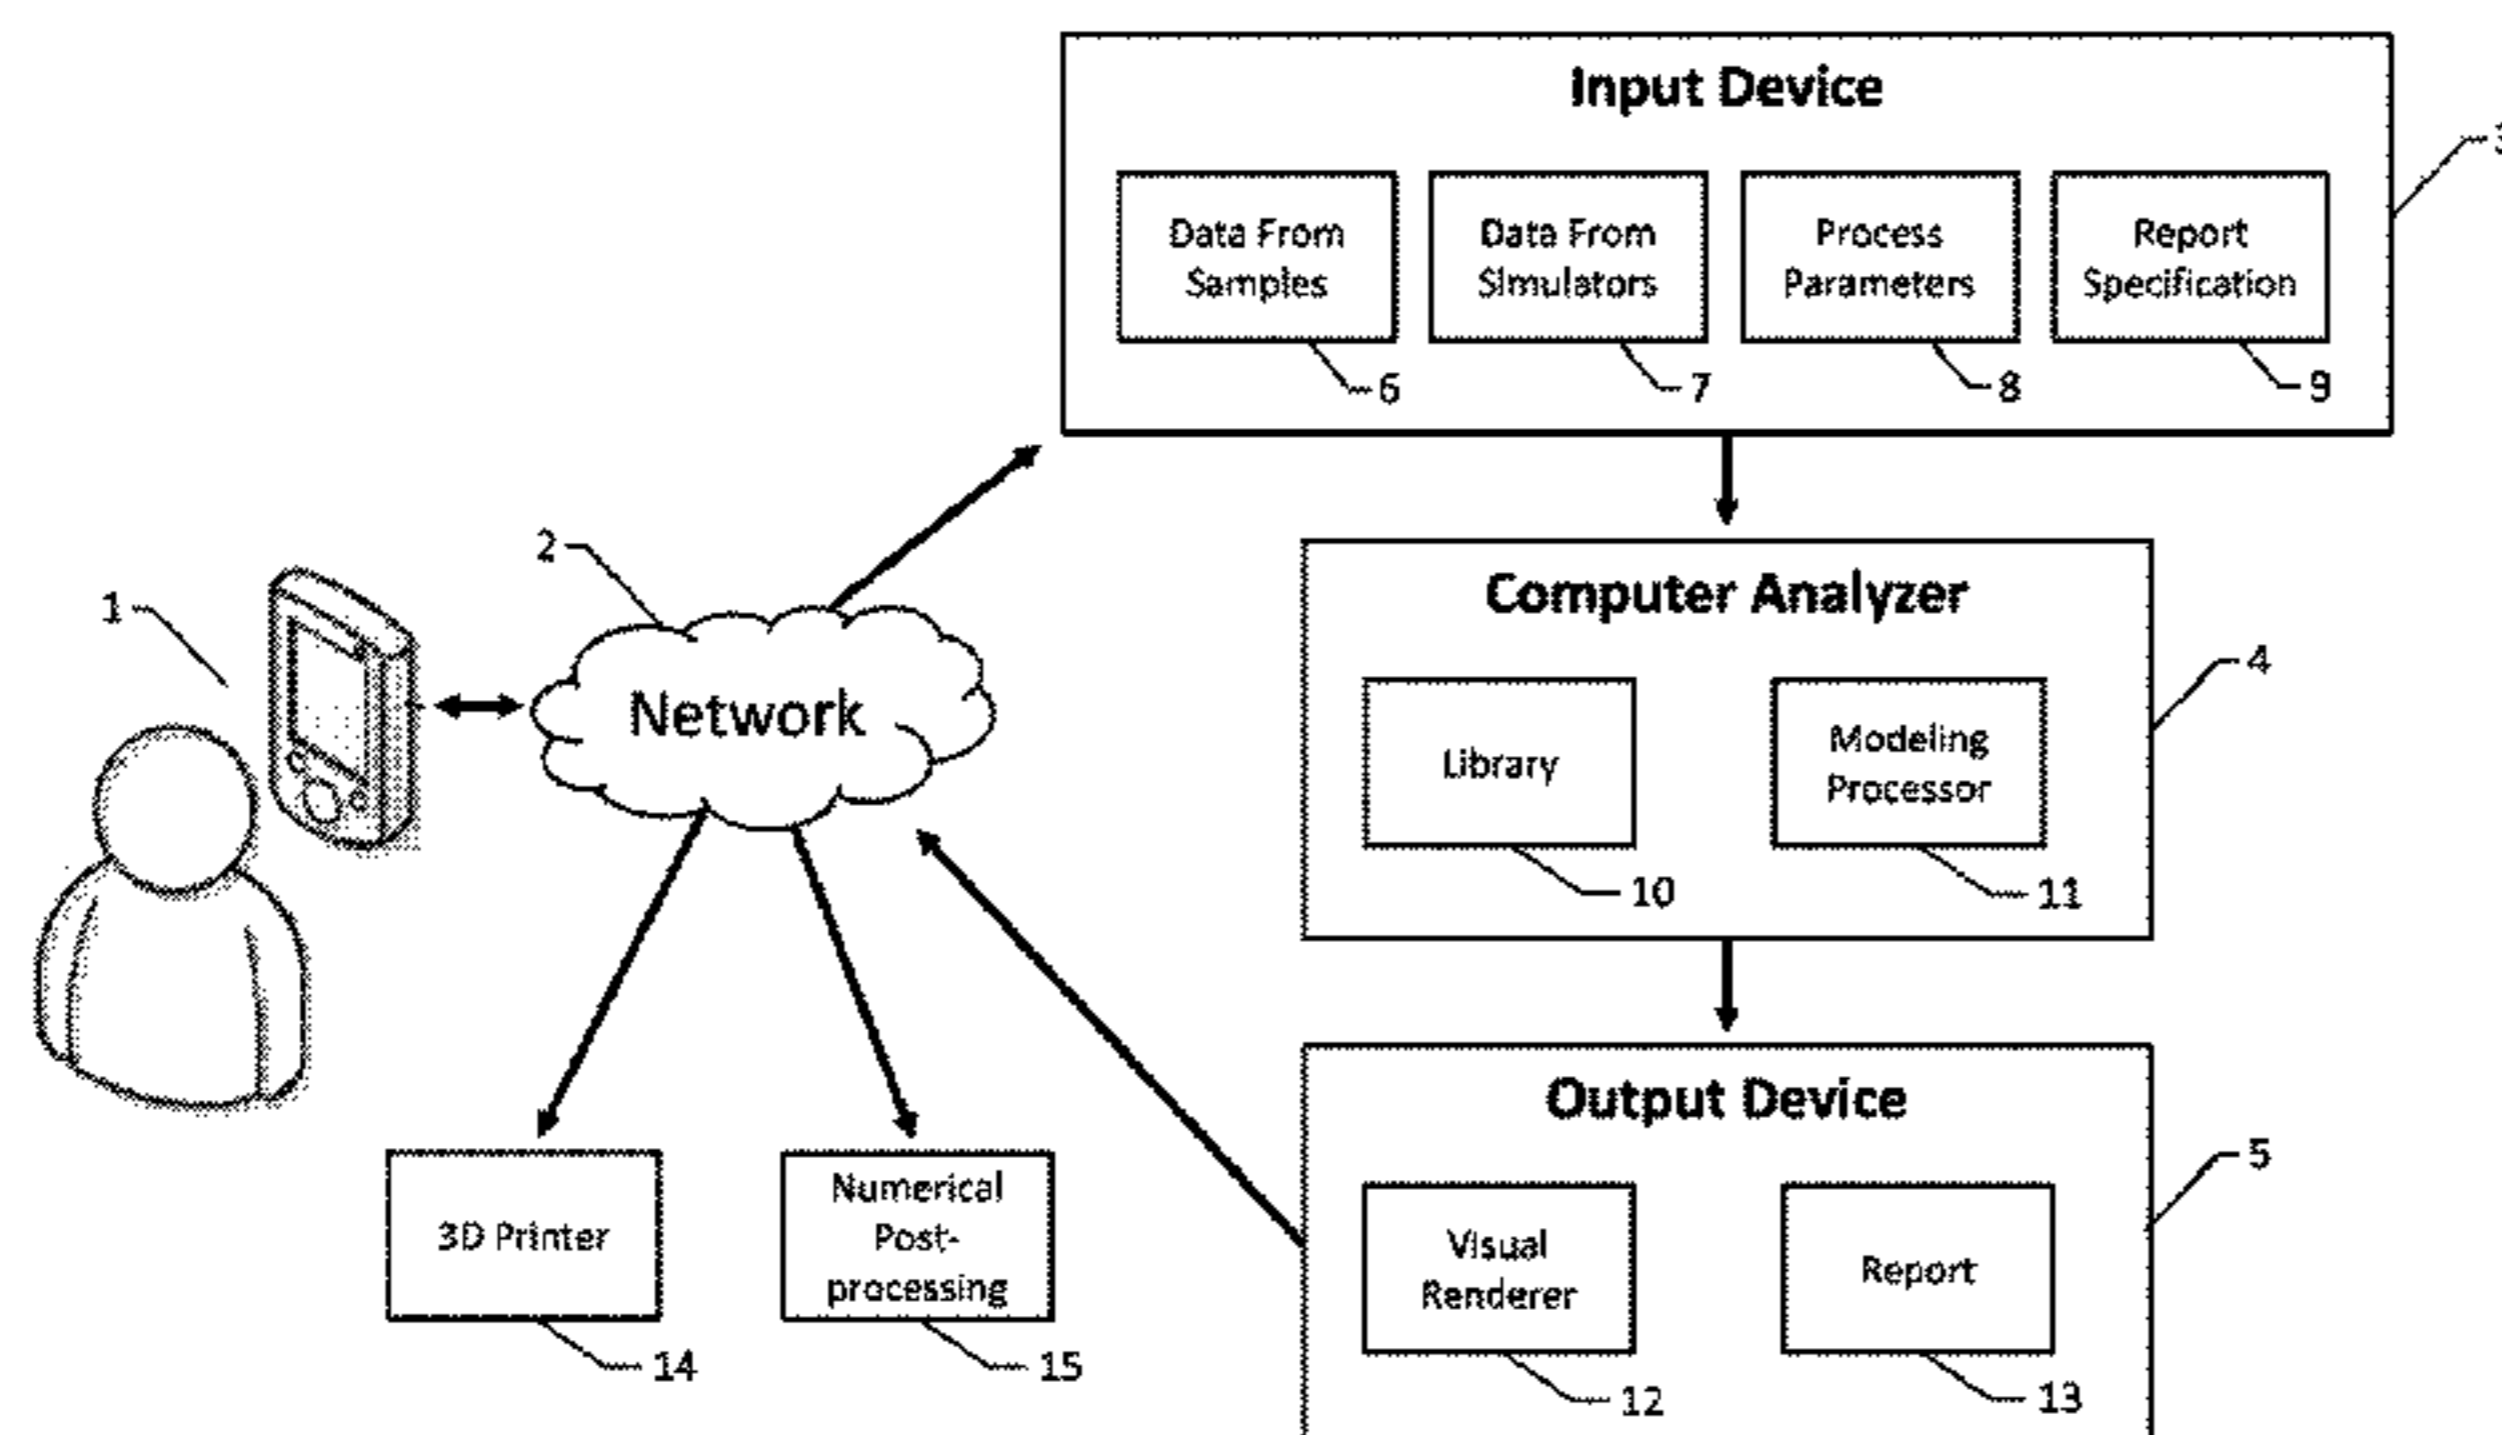 Input Device
3
Data From
Samples
Data From
Simulators
Process
Parameters
Report
Specification
6
7
8
9
2
1
Network
Computer Analyzer
4
Library
Modeling
Processor
10
11
Output Device
5
3D Printer
Numerical
Post-
processing
Visual
Renderer
Report
14
15
12
13